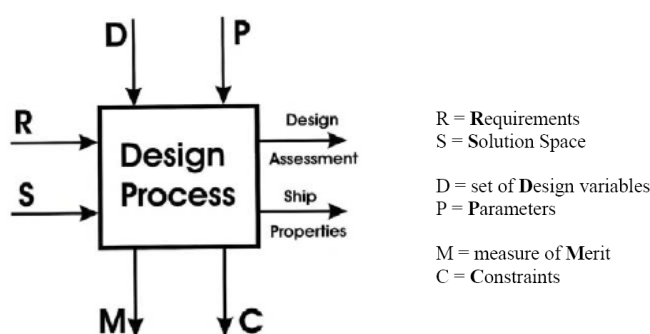 D P
R
S
Design
Process
Design
Assessment
Ship
Properties
M C
R = Requirements
S = Solution Space
D = set of Design variables
P = Parameters
M = measure of Merit
C = Constraints